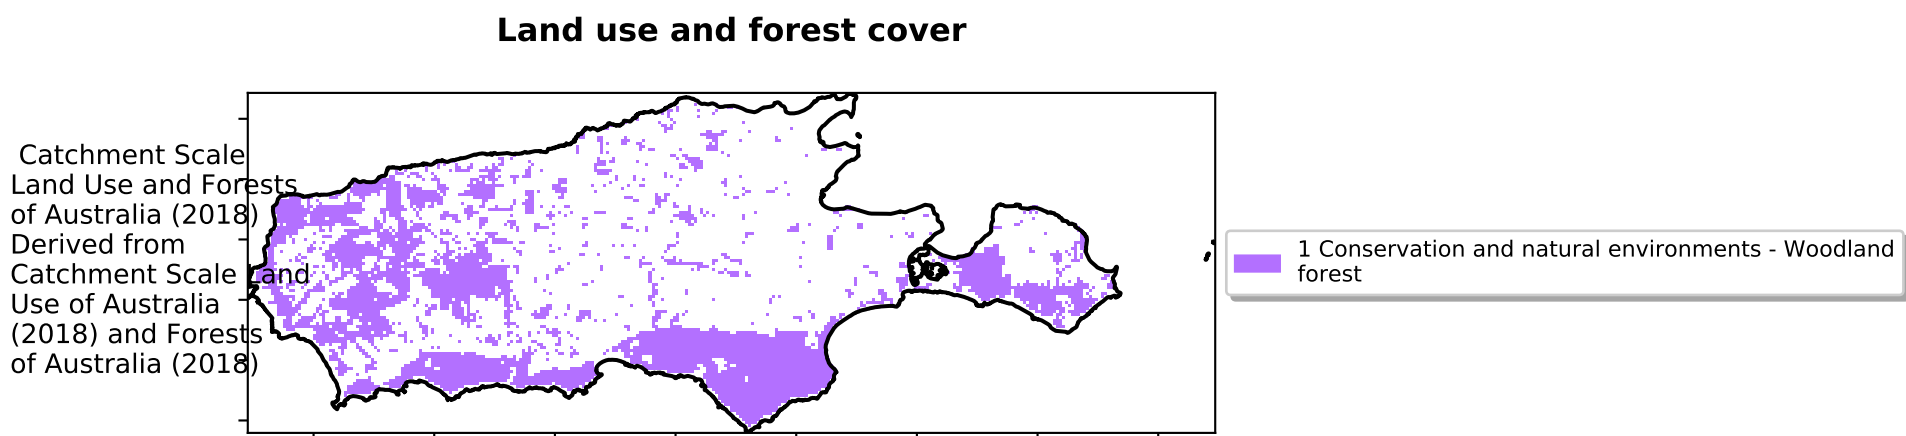 Land use and forest cover
Catchment Scale
Land Use and Forests
of Australia (2018)
Derived from
Catchment Scale Land
Use of Australia
(2018) and Forests
of Australia (2018)
1 Conservation and natural environments - Woodland
forest